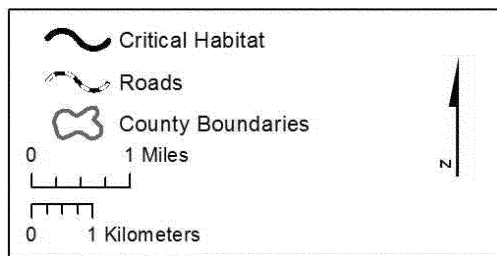 Critical Habitat
Roads
County Boundaries
0 1 Miles
N
0 1 Kilometers